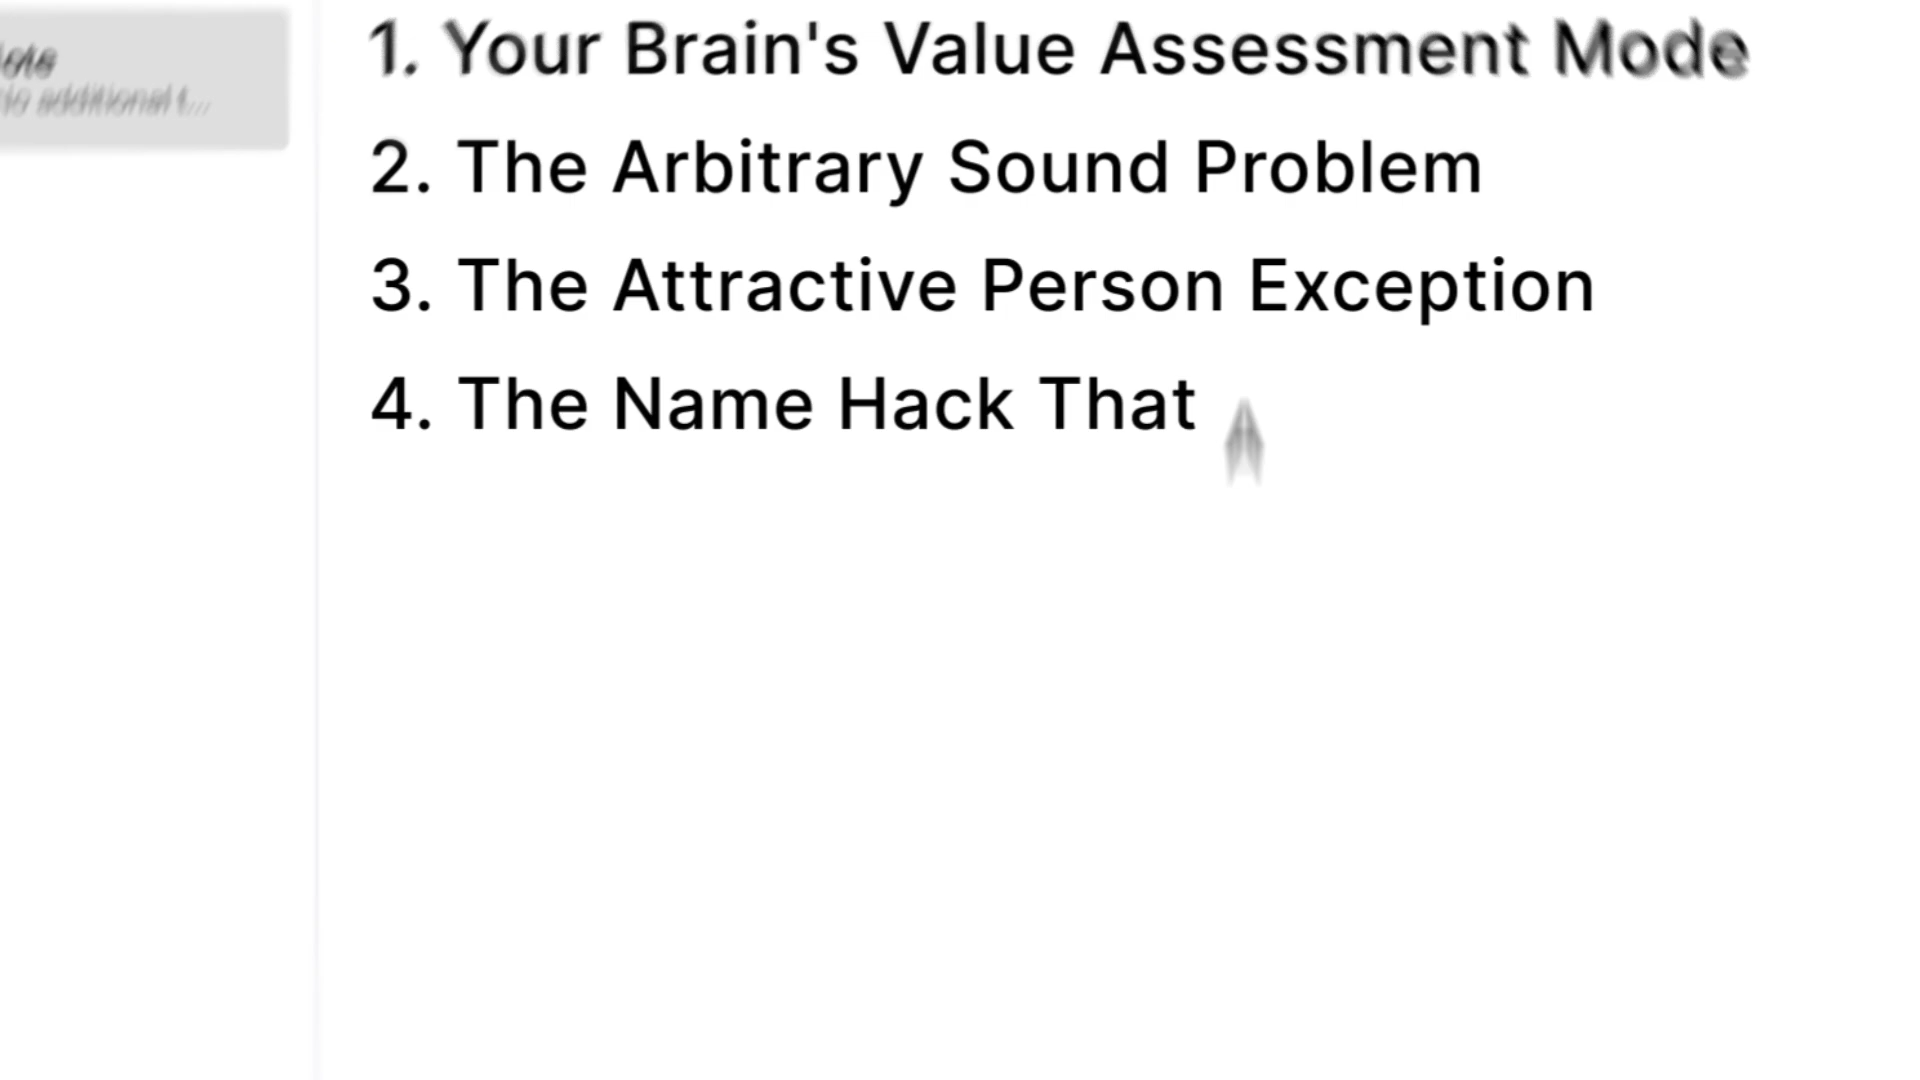 1. Your Brain's Value Assessment Mode
2. The Arbitrary Sound Problem
3. The Attractive Person Exception
4. The Name Hack That
additional